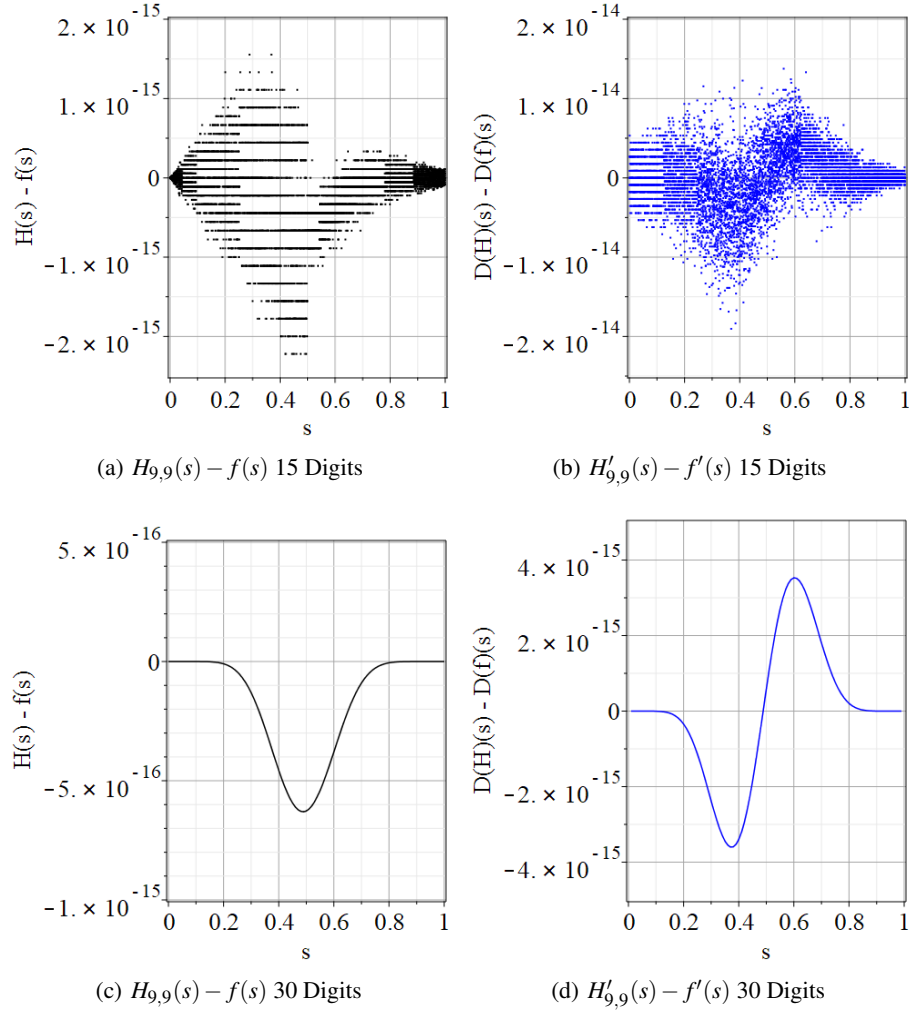 2. × 10 -15
1. × 10 -15
0
-1. × 10 -15
-2. × 10 -15
H(s) - f(s)
0 0.2 0.4 0.6 0.8 1
s
(a) H9,9(s) − f(s) 15 Digits
2. × 10 -14
1. × 10 -14
0
-1. × 10 -14
-2. × 10 -14
D(H)(s) - D(f)(s)
0 0.2 0.4 0.6 0.8 1
s
(b) H′9,9(s) − f′(s) 15 Digits
5. × 10 -16
0
-5. × 10 -16
-1. × 10 -15
H(s) - f(s)
0 0.2 0.4 0.6 0.8 1
s
(c) H9,9(s) − f(s) 30 Digits
4. × 10 -15
2. × 10 -15
0
-2. × 10 -15
-4. × 10 -15
D(H)(s) - D(f)(s)
0 0.2 0.4 0.6 0.8 1
s
(d) H′9,9(s) − f′(s) 30 Digits